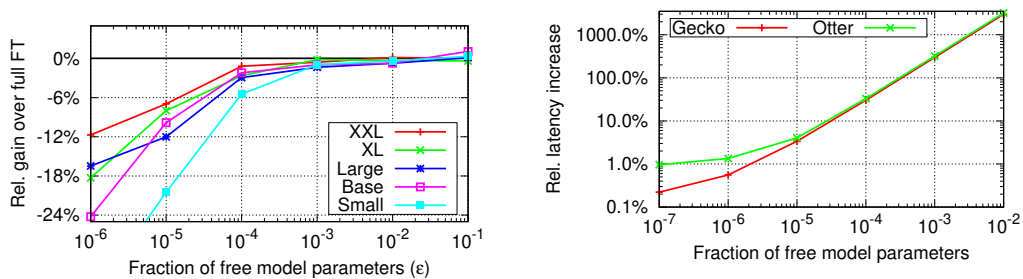 Rel. gain over full FT
0%
-6%
-12%
-18%
-24%
XXL
XL
Large
Base
Small
10^-6 10^-5 10^-4 10^-3 10^-2 10^-1
Fraction of free model parameters (ε)
Rel. latency increase
1000.0%
100.0%
10.0%
1.0%
0.1%
Gecko Otter
10^-7 10^-6 10^-5 10^-4 10^-3 10^-2
Fraction of free model parameters